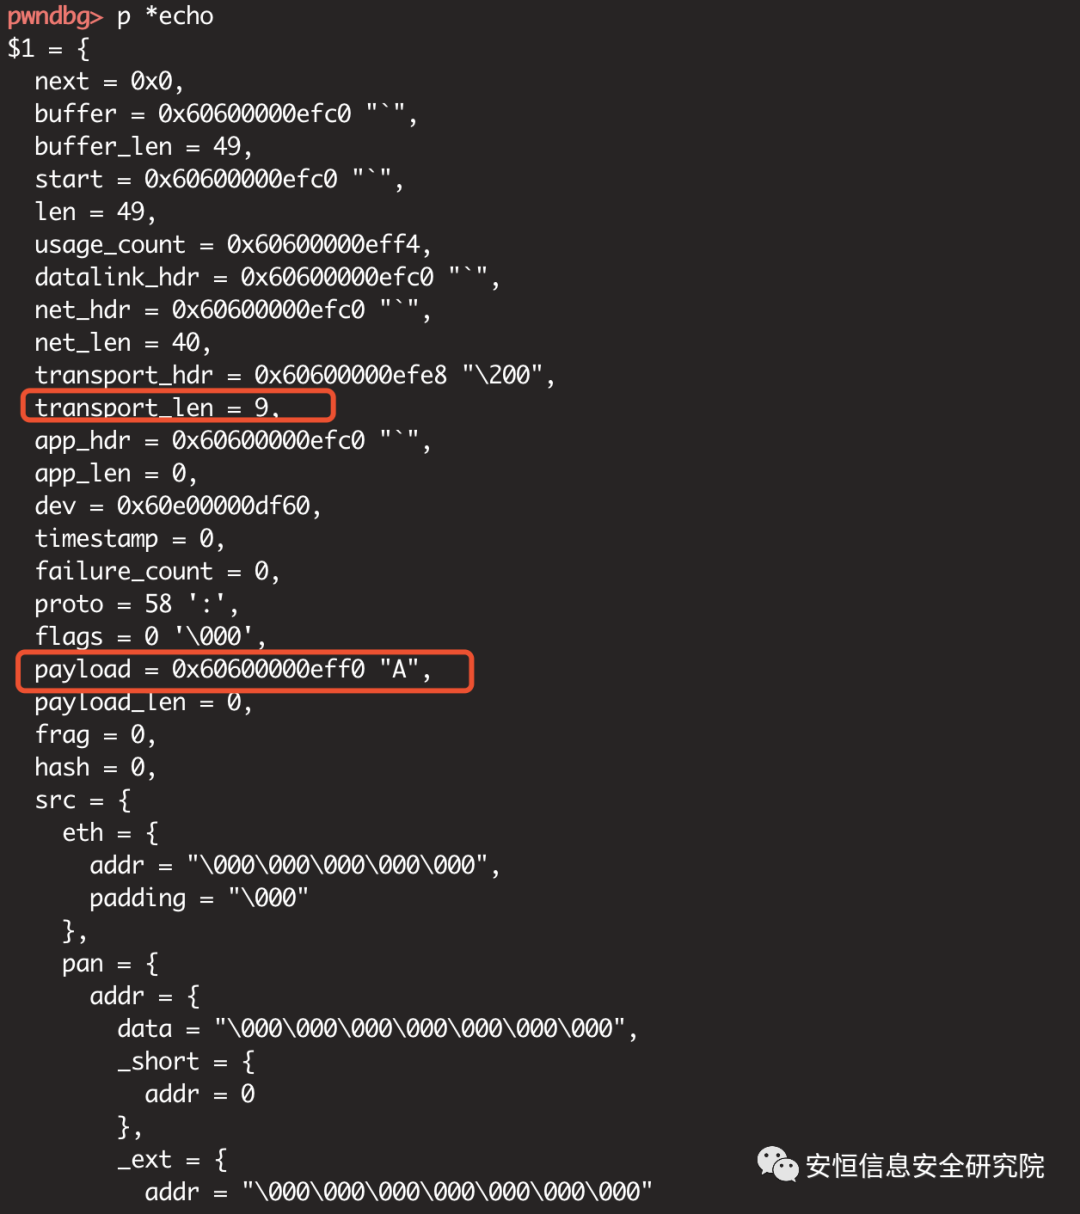 pwndbg> p *echo
$1 = {
  next = 0x0,
  buffer = 0x60600000efc0 "`",
  buffer_len = 49,
  start = 0x60600000efc0 "`",
  len = 49,
  usage_count = 0x60600000eff4,
  datalink_hdr = 0x60600000efc0 "`",
  net_hdr = 0x60600000efc0 "`",
  net_len = 40,
  transport_hdr = 0x60600000efe8 "\200",
  transport_len = 9,
  app_hdr = 0x60600000efc0 "`",
  app_len = 0,
  dev = 0x60e00000df60,
  timestamp = 0,
  failure_count = 0,
  proto = 58 ':',
  flags = 0 '\000',
  payload = 0x60600000eff0 "A",
  payload_len = 0,
  frag = 0,
  hash = 0,
  src = {
    eth = {
      addr = "\000\000\000\000\000",
      padding = "\000"
    },
    pan = {
      addr = {
        data = "\000\000\000\000\000\000\000",
        _short = {
          addr = 0
        },
        _ext = {
          addr = "\000\000\000\000\000\000\000"
安恒信息安全研究院